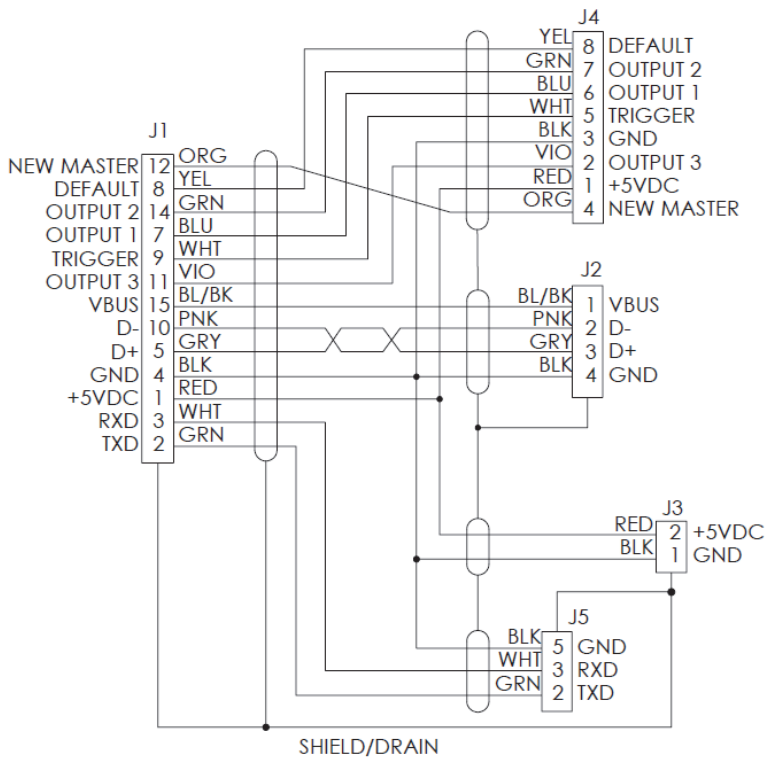 J4
YEL 8 DEFAULT
GRN 7 OUTPUT 2
BLU 6 OUTPUT 1
WHT 5 TRIGGER
BLK 3 GND
VIO 2 OUTPUT 3
RED 1 +5VDC
ORG 4 NEW MASTER
J1
NEW MASTER 12 ORG
DEFAULT 8 YEL
OUTPUT 2 14 GRN
OUTPUT 1 7 BLU
TRIGGER 9 WHT
OUTPUT 3 11 VIO
VBUS 15 BL/BK
D- 10 PNK
D+ 5 GRY
GND 4 BLK
+5VDC 1 RED
RXD 3 WHT
TXD 2 GRN
J2
BL/BK 1 VBUS
PNK 2 D-
GRY 3 D+
BLK 4 GND
J3
RED 2 +5VDC
BLK 1 GND
J5
BLK 5 GND
WHT 3 RXD
GRN 2 TXD
SHIELD/DRAIN